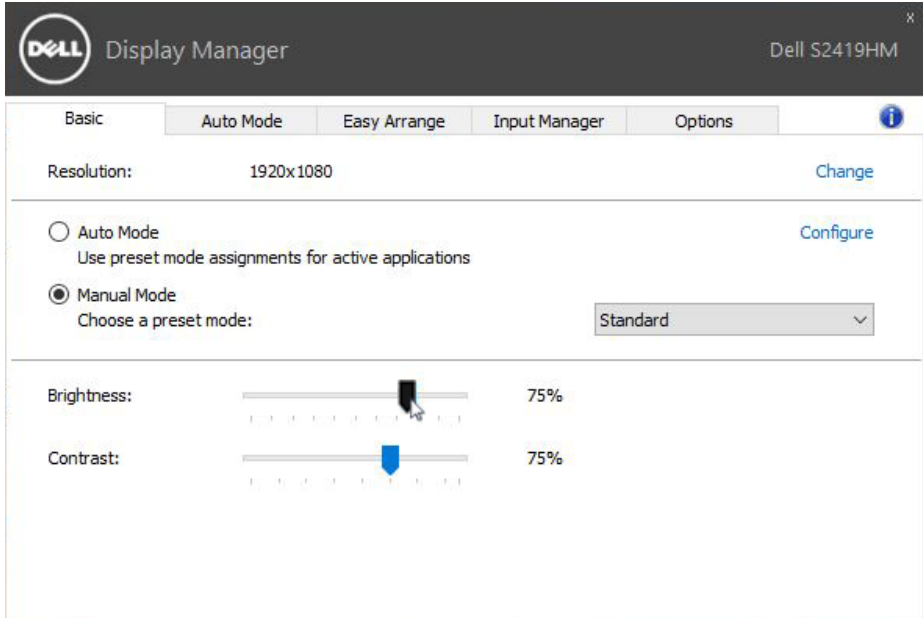 DELL Display Manager
x
Dell S2419HM
Basic Auto Mode Easy Arrange Input Manager Options i
Resolution: 1920x1080 Change
Auto Mode Configure
Use preset mode assignments for active applications
Manual Mode
Choose a preset mode: Standard
Brightness: 75%
Contrast: 75%